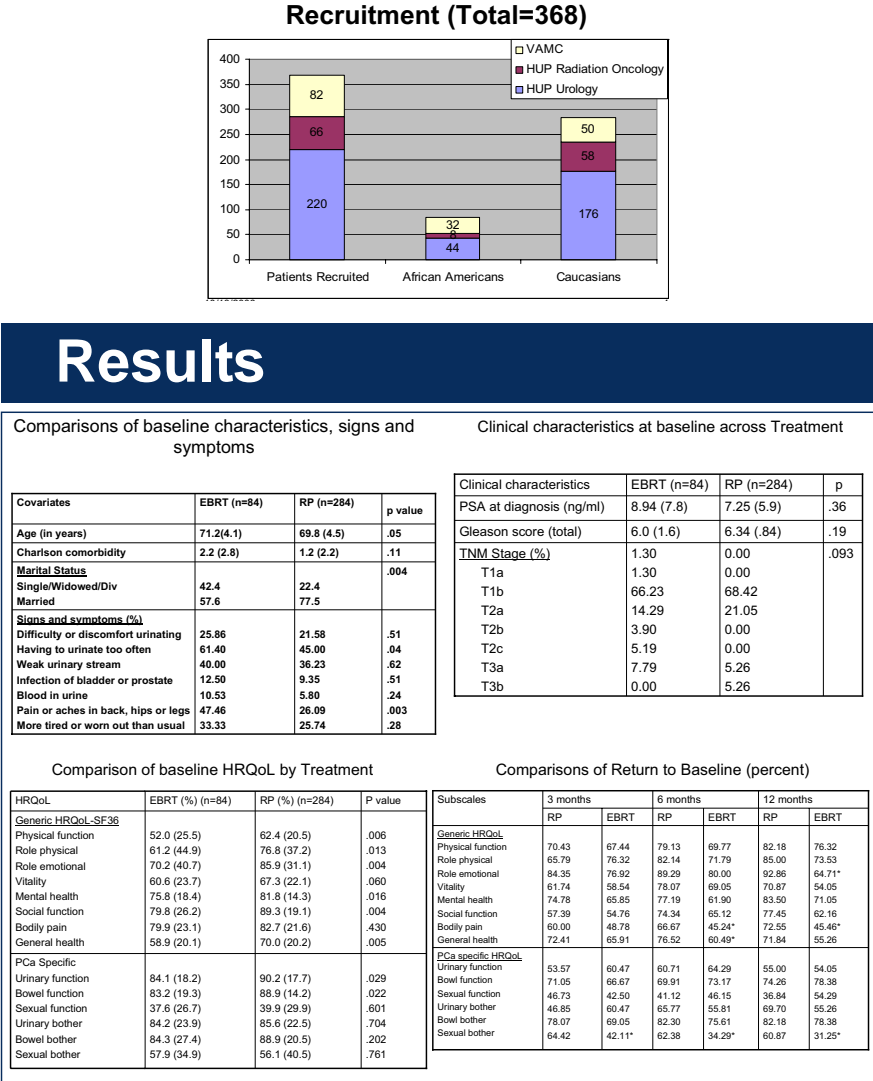 Recruitment (Total=368)
VAMC
HUP Radiation Oncology
HUP Urology
400
350
300
250
200
150
100
50
0
82
66
220
32
8
44
50
58
176
Patients Recruited African Americans Caucasians
Results
Comparisons of baseline characteristics, signs and
symptoms
Covariates EBRT (n=84) RP (n=284) p value
Age (in years) 71.2(4.1) 69.8 (4.5) .05
Charlson comorbidity 2.2 (2.8) 1.2 (2.2) .11
Marital Status .004
Single/Widowed/Div 42.4 22.4
Married 57.6 77.5
Signs and symptoms (%)
Difficulty or discomfort urinating 25.86 21.58 .51
Having to urinate too often 61.40 45.00 .04
Weak urinary stream 40.00 36.23 .62
Infection of bladder or prostate 12.50 9.35 .51
Blood in urine 10.53 5.80 .24
Pain or aches in back, hips or legs 47.46 26.09 .003
More tired or worn out than usual 33.33 25.74 .28
Clinical characteristics at baseline across Treatment
Clinical characteristics EBRT (n=84) RP (n=284) p
PSA at diagnosis (ng/ml) 8.94 (7.8) 7.25 (5.9) .36
Gleason score (total) 6.0 (1.6) 6.34 (.84) .19
TNM Stage (%) 1.30 0.00 .093
T1a 1.30 0.00
T1b 66.23 68.42
T2a 14.29 21.05
T2b 3.90 0.00
T2c 5.19 0.00
T3a 7.79 5.26
T3b 0.00 5.26
Comparison of baseline HRQoL by Treatment
HRQoL EBRT (%) (n=84) RP (%) (n=284) P value
Generic HRQoL-SF36
Physical function 52.0 (25.5) 62.4 (20.5) .006
Role physical 61.2 (44.9) 76.8 (37.2) .013
Role emotional 70.2 (40.7) 85.9 (31.1) .004
Vitality 60.6 (23.7) 67.3 (22.1) .060
Mental health 75.8 (18.4) 81.8 (14.3) .016
Social function 79.8 (26.2) 89.3 (19.1) .004
Bodily pain 79.9 (23.1) 82.7 (21.6) .430
General health 58.9 (20.1) 70.0 (20.2) .005
PCa Specific
Urinary function 84.1 (18.2) 90.2 (17.7) .029
Bowel function 83.2 (19.3) 88.9 (14.2) .022
Sexual function 37.6 (26.7) 39.9 (29.9) .601
Urinary bother 84.2 (23.9) 85.6 (22.5) .704
Bowel bother 84.3 (27.4) 88.9 (20.5) .202
Sexual bother 57.9 (34.9) 56.1 (40.5) .761
Comparisons of Return to Baseline (percent)
Subscales 3 months 6 months 12 months
RP EBRT RP EBRT RP EBRT
Generic HRQoL
Physical function 70.43 67.44 79.13 69.77 82.18 76.32
Role physical 65.79 76.32 82.14 71.79 85.00 73.53
Role emotional 84.35 76.92 89.29 80.00 92.86 64.71*
Vitality 61.74 58.54 78.07 69.05 70.87 54.05
Mental health 74.78 65.85 77.19 61.90 83.50 71.05
Social function 57.39 54.76 74.34 65.12 77.45 62.16
Bodily pain 60.00 48.78 66.67 45.24* 72.55 45.46*
General health 72.41 65.91 76.52 60.49* 71.84 55.26
PCa specific HRQoL
Urinary function 53.57 60.47 60.71 64.29 55.00 54.05
Bowl function 71.05 66.67 69.91 73.17 74.26 78.38
Sexual function 46.73 42.50 41.12 46.15 36.84 54.29
Urinary bother 46.85 60.47 65.77 55.81 69.70 55.26
Bowl bother 78.07 69.05 82.30 75.61 82.18 78.38
Sexual bother 64.42 42.11* 62.38 34.29* 60.87 31.25*